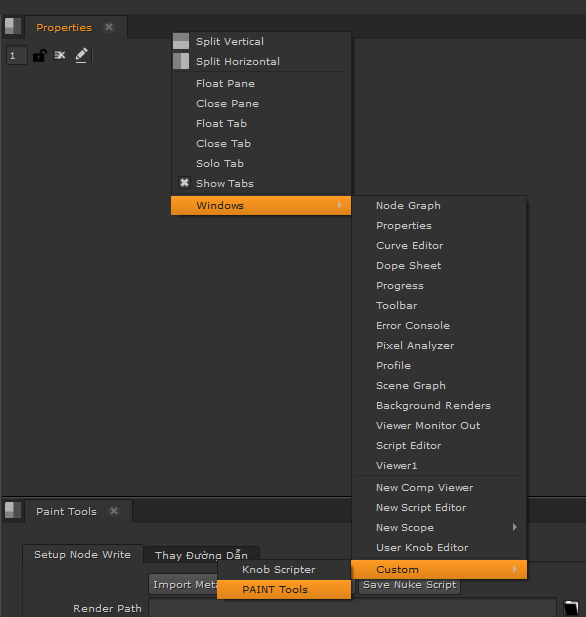 Properties
1
Split Vertical
Split Horizontal
Float Pane
Close Pane
Float Tab
Close Tab
Solo Tab
Show Tabs
Windows
Node Graph
Properties
Curve Editor
Dope Sheet
Progress
Toolbar
Error Console
Pixel Analyzer
Profile
Scene Graph
Background Renders
Viewer Monitor Out
Script Editor
Viewer1
New Comp Viewer
New Script Editor
New Scope
User Knob Editor
Custom
Knob Scripter
PAINT Tools
Paint Tools
Setup Node Write
Thay Đường Dẫn
Save Nuke Script
Render Path